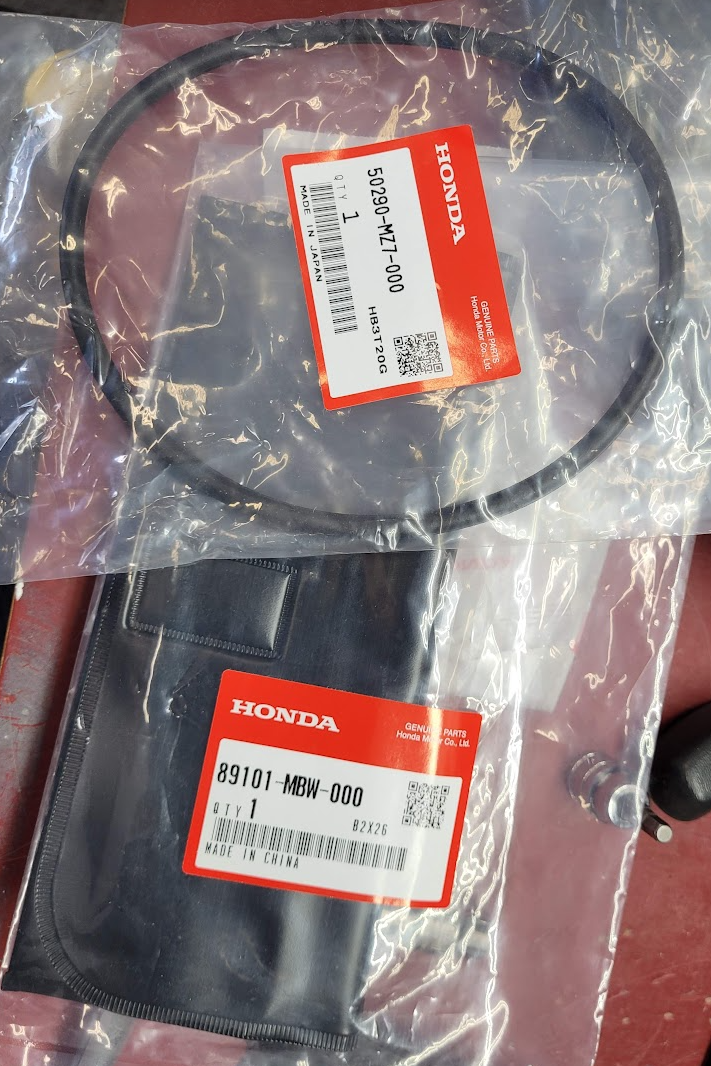 HONDA
GENUINE PARTS
Honda Motor Co., Ltd.
50290-MZ7-000
QTY 1
HB3T20G
MADE IN JAPAN
HONDA
GENUINE PARTS
Honda Motor Co., Ltd.
89101-MBW-000
QTY 1
B2X26
MADE IN CHINA